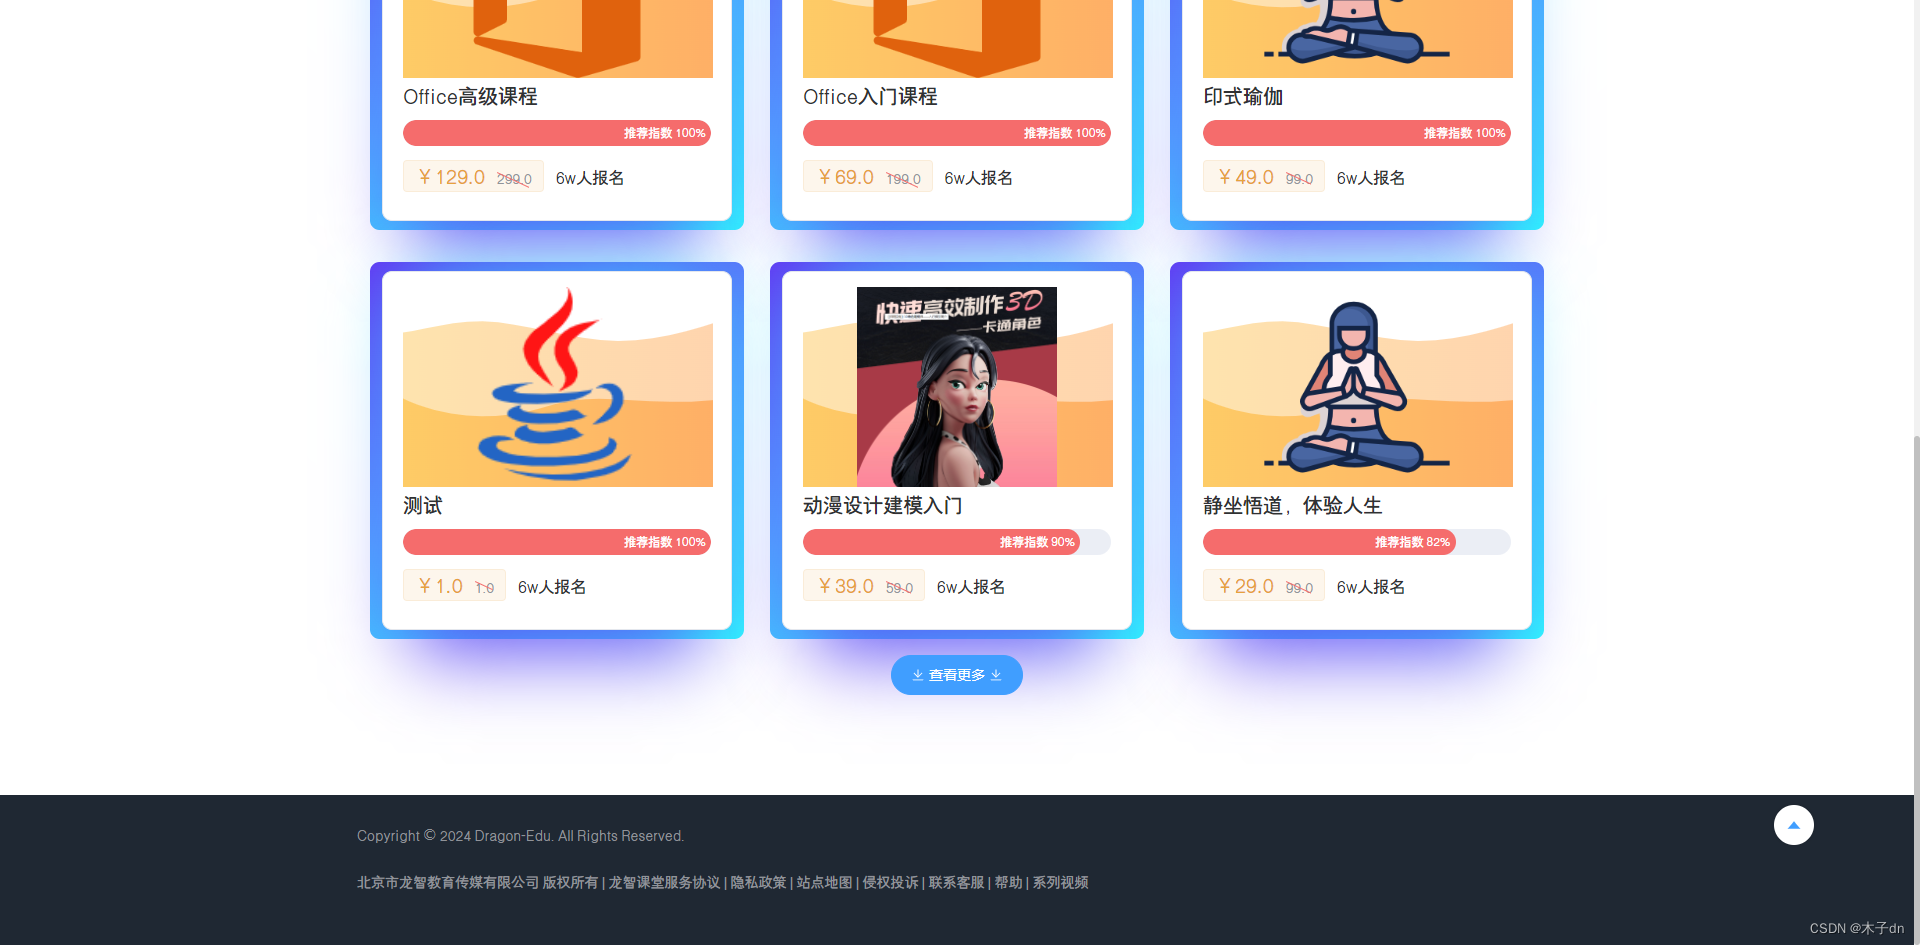 Office高级课程
Office入门课程
印式瑜伽
推荐指数 100%
推荐指数 100%
推荐指数 100%
￥129.0 299.0 6w人报名
￥69.0 199.0 6w人报名
￥49.0 99.0 6w人报名
快速高效制作3D
——卡通角色
测试
动漫设计建模入门
静坐悟道，体验人生
推荐指数 100%
推荐指数 90%
推荐指数 82%
￥1.0 1.0 6w人报名
￥39.0 59.0 6w人报名
￥29.0 99.0 6w人报名
查看更多
Copyright © 2024 Dragon-Edu. All Rights Reserved.
北京市龙智教育传媒有限公司 版权所有 | 龙智课堂服务协议 | 隐私政策 | 站点地图 | 侵权投诉 | 联系客服 | 帮助 | 系列视频
CSDN @木子dn